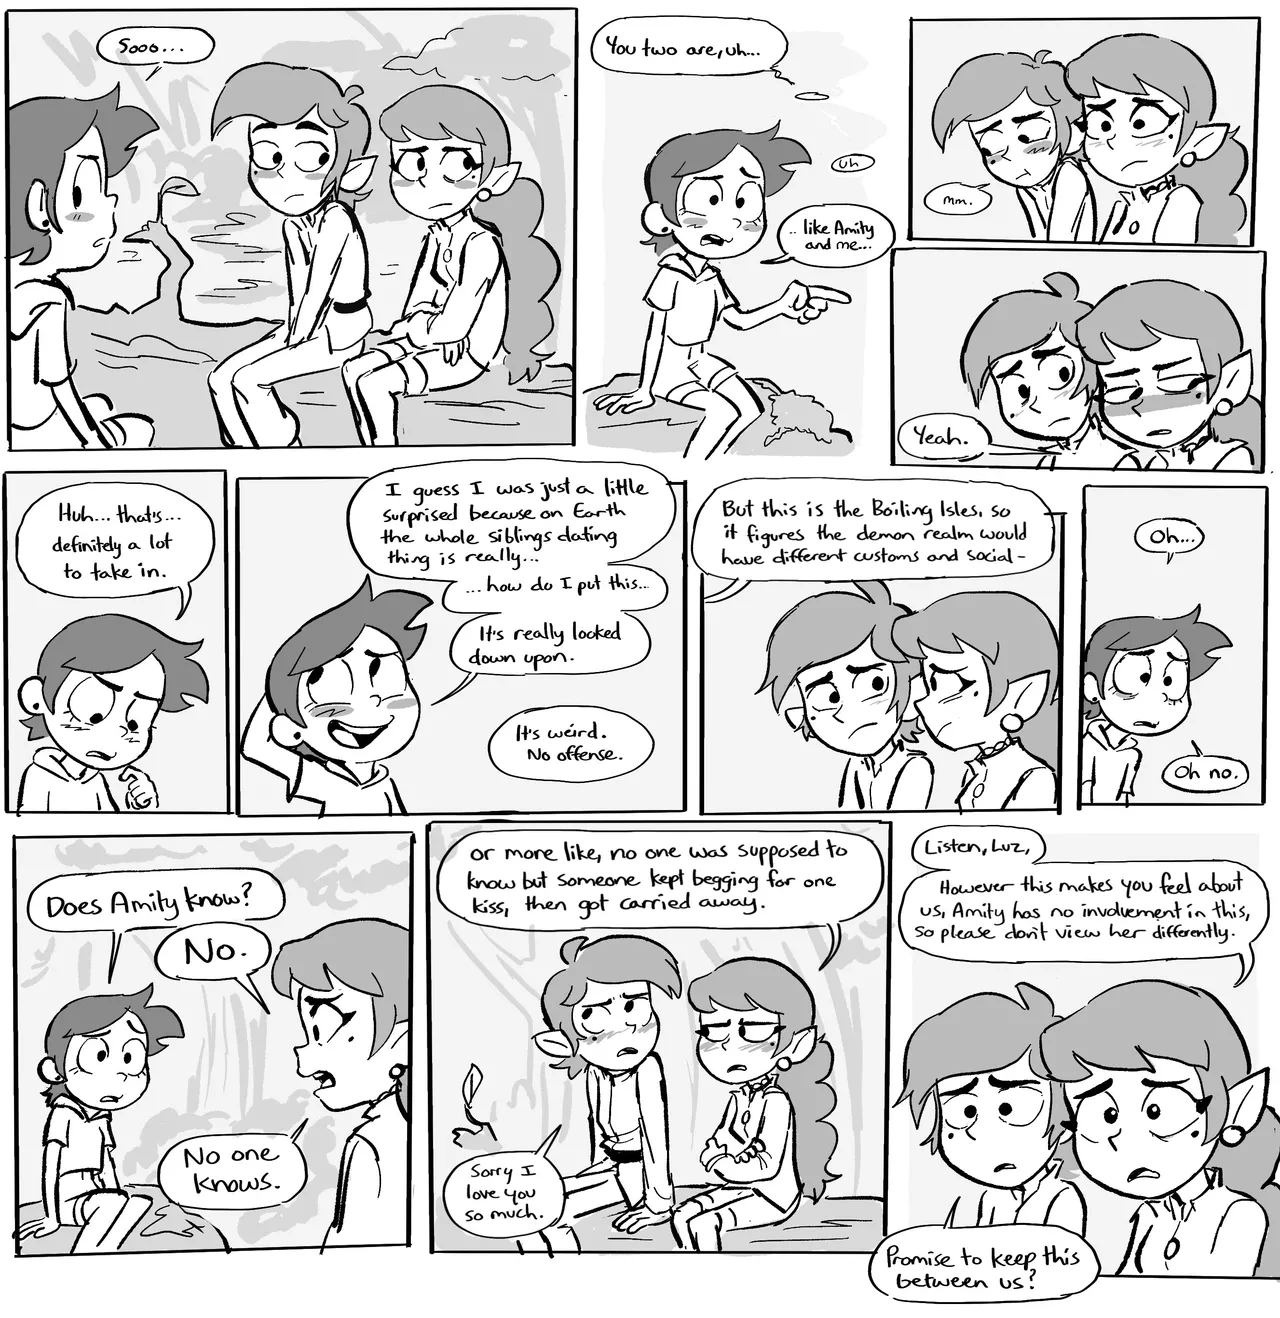 Sooo...
You two are, uh...
uh
.. like Amity
and me...
mm.
Yeah.
Huh... that's...
definitely a lot
to take in.
I guess I was just a little
surprised because on Earth
the whole siblings dating
thing is really...
...how do I put this...
It's really looked
down upon.
It's weird.
No offense.
But this is the Boiling Isles, so
it figures the demon realm would
have different customs and social-
Oh...
Oh no.
Does Amity know?
No.
No one
knows.
or more like, no one was supposed to
know but someone kept begging for one
kiss, then got carried away.
Sorry I
love you
so much.
Listen, Luz,
However this makes you feel about
us, Amity has no involvement in this,
so please don't view her differently.
Promise to keep this
between us?